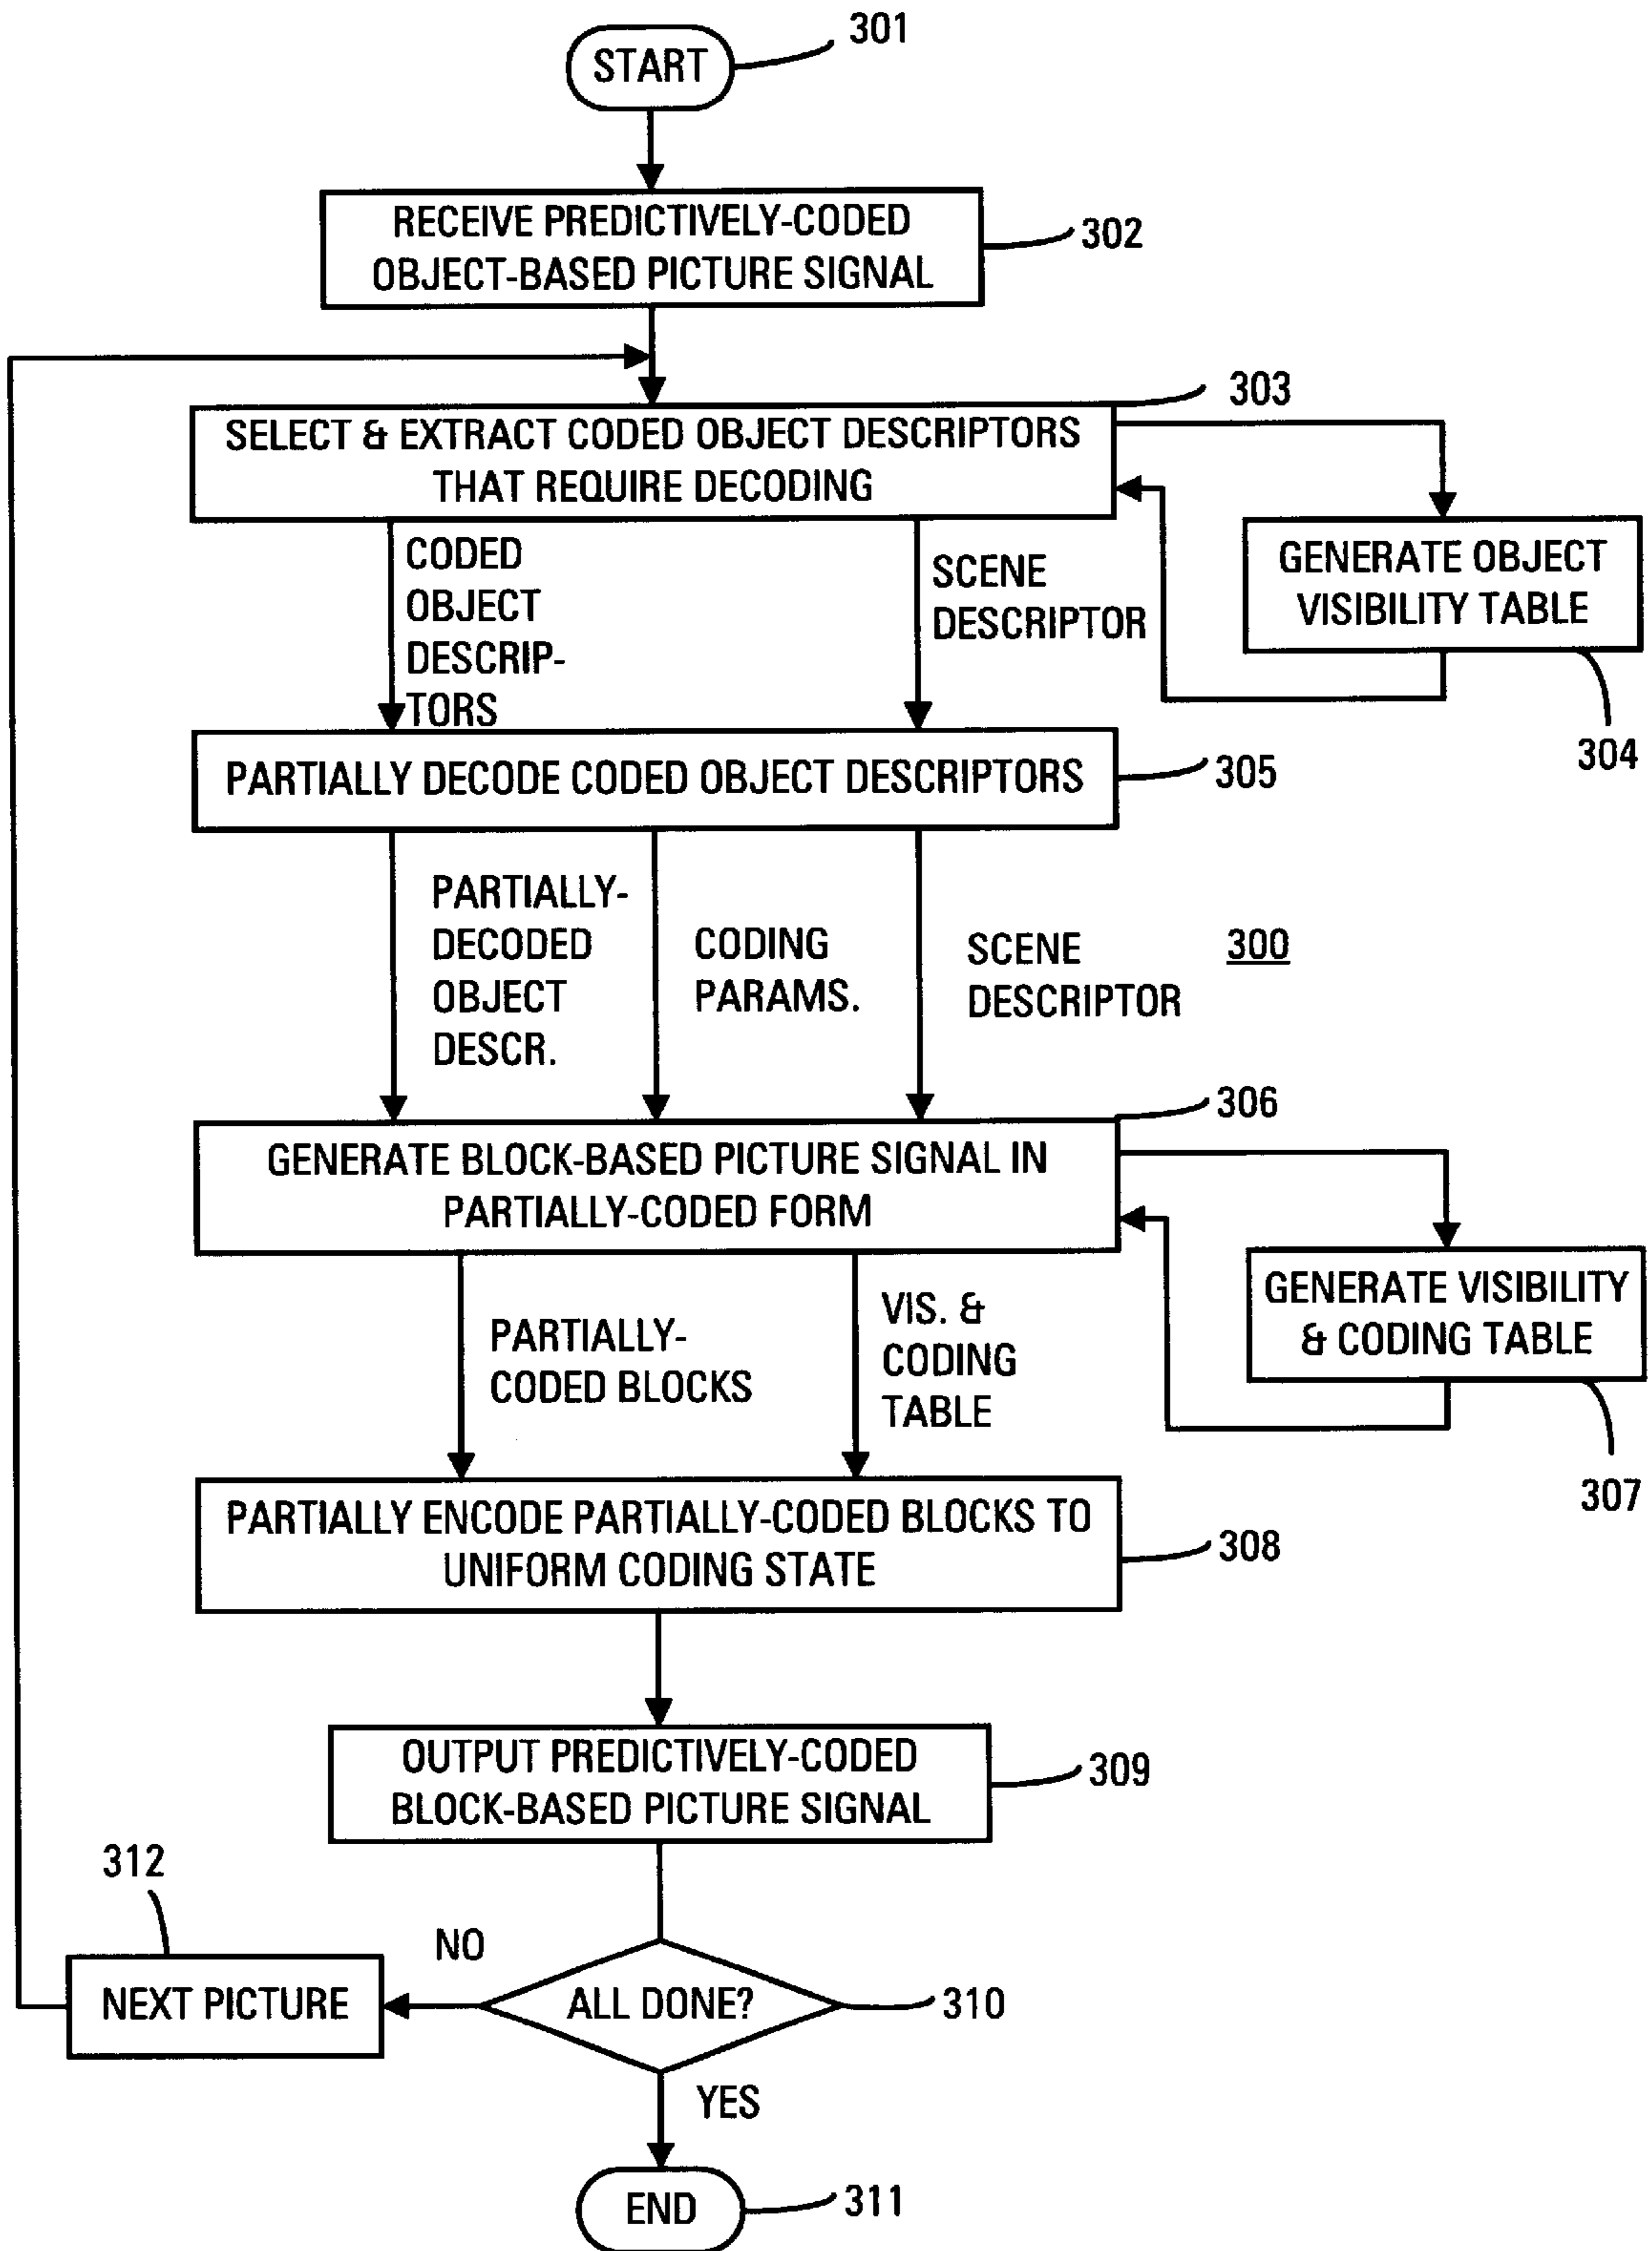 START
301
RECEIVE PREDICTIVELY-CODED
OBJECT-BASED PICTURE SIGNAL
302
303
SELECT & EXTRACT CODED OBJECT DESCRIPTORS
THAT REQUIRE DECODING
CODED
OBJECT
DESCRIP-
TORS
SCENE
DESCRIPTOR
GENERATE OBJECT
VISIBILITY TABLE
304
PARTIALLY DECODE CODED OBJECT DESCRIPTORS
305
PARTIALLY-
DECODED
OBJECT
DESCR.
CODING
PARAMS.
SCENE
DESCRIPTOR
300
306
GENERATE BLOCK-BASED PICTURE SIGNAL IN
PARTIALLY-CODED FORM
PARTIALLY-
CODED BLOCKS
VIS. &
CODING
TABLE
GENERATE VISIBILITY
& CODING TABLE
307
PARTIALLY ENCODE PARTIALLY-CODED BLOCKS TO
UNIFORM CODING STATE
308
OUTPUT PREDICTIVELY-CODED
BLOCK-BASED PICTURE SIGNAL
309
312
NO
NEXT PICTURE
ALL DONE?
310
YES
END
311